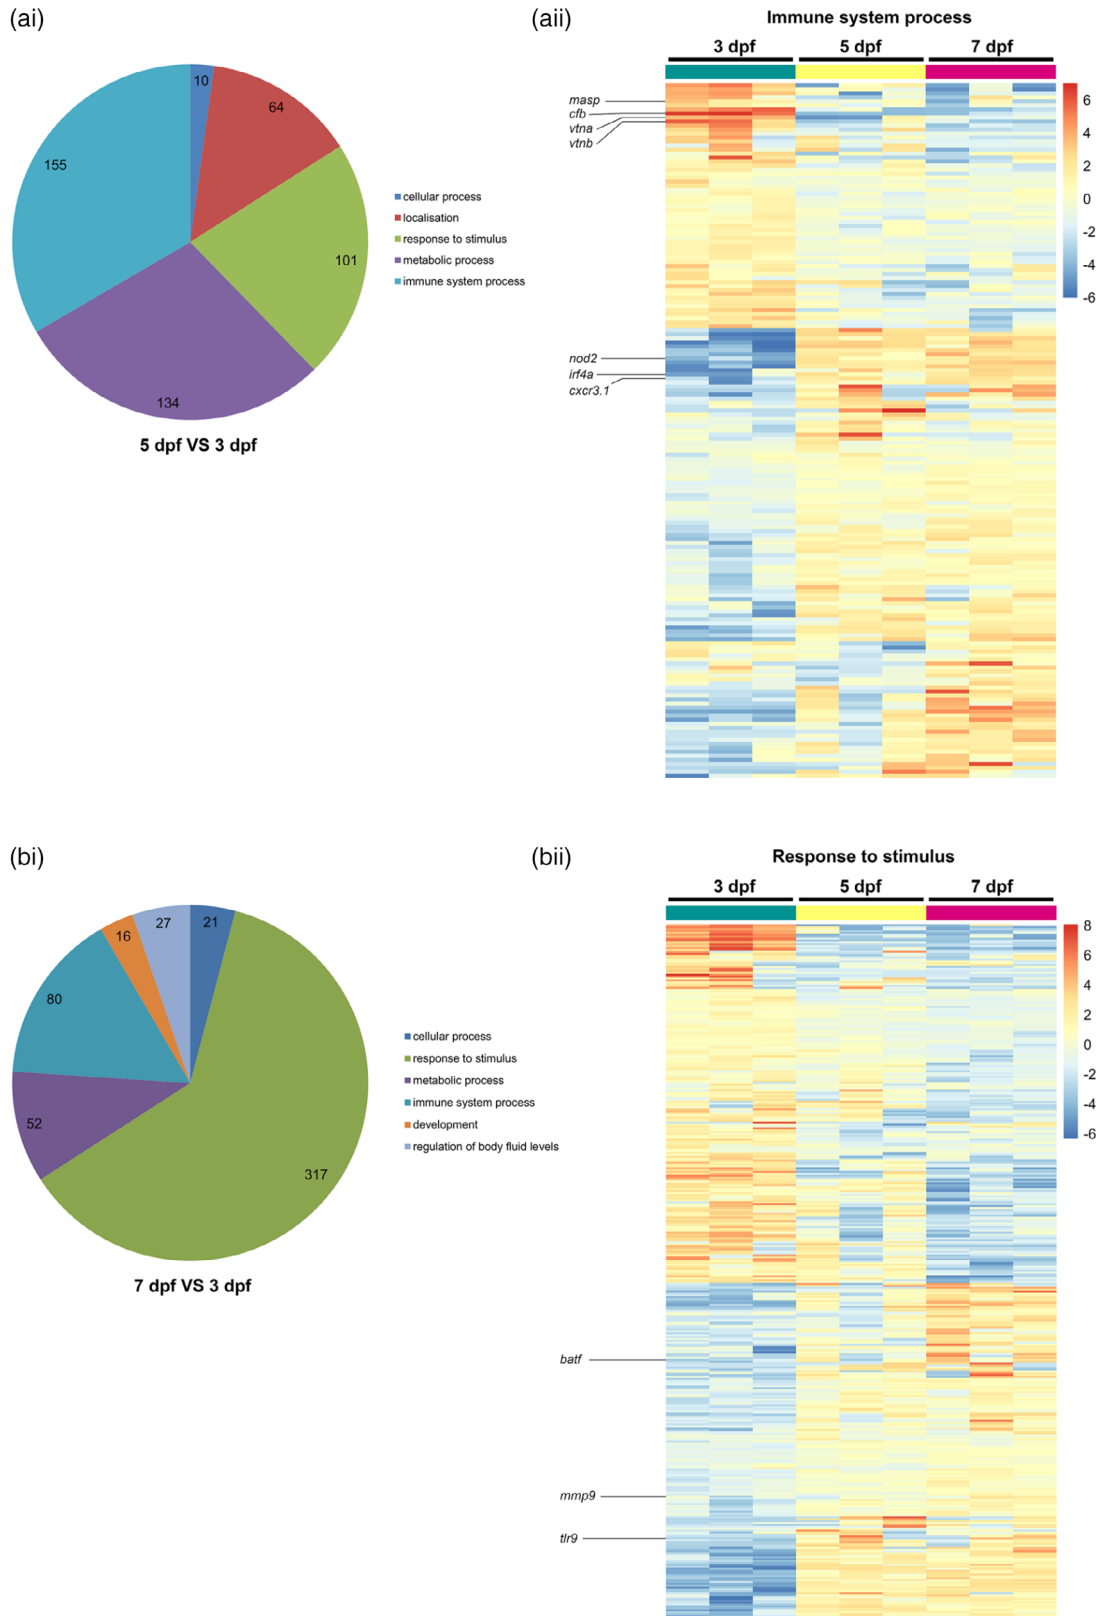 (ai)
10
64
155
101
134
cellular process
localisation
response to stimulus
metabolic process
immune system process
5 dpf VS 3 dpf
(aii)
Immune system process
3 dpf
5 dpf
7 dpf
masp
cfb
vtna
vtnb
nod2
irf4a
cxcr3.1
6
4
2
0
-2
-4
-6
(bi)
27
21
16
80
52
317
cellular process
response to stimulus
metabolic process
immune system process
development
regulation of body fluid levels
7 dpf VS 3 dpf
(bii)
Response to stimulus
3 dpf
5 dpf
7 dpf
batf
mmp9
tlr9
8
6
4
2
0
-2
-4
-6